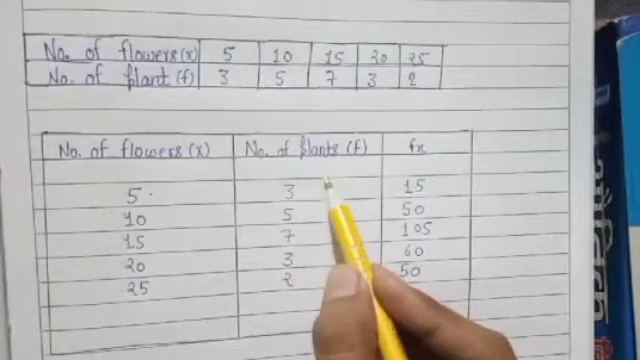 No. of flowers (x) 5 10 15 20 25
No. of plant (f) 3 5 7 3 2
No. of flowers (x) No. of plants (f) fx
5 3 15
10 5 50
15 7 105
20 3 60
25 2 50